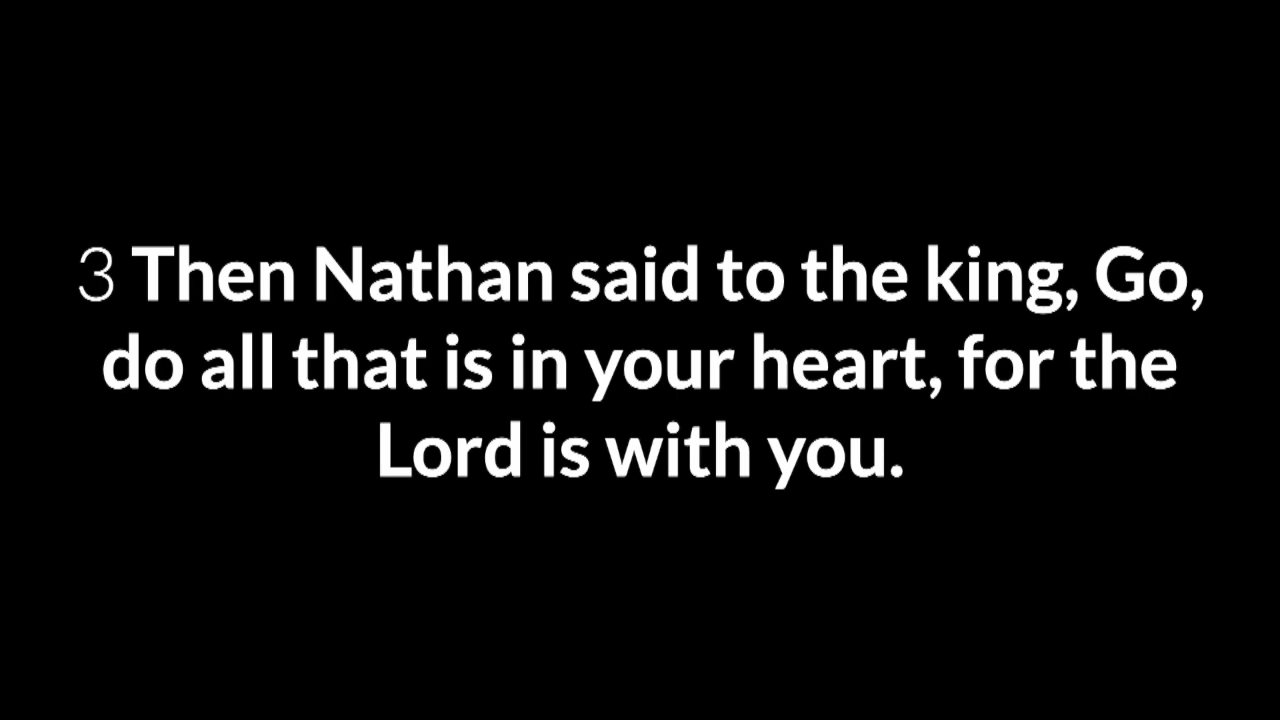 3 Then Nathan said to the king, Go,
do all that is in your heart, for the
Lord is with you.